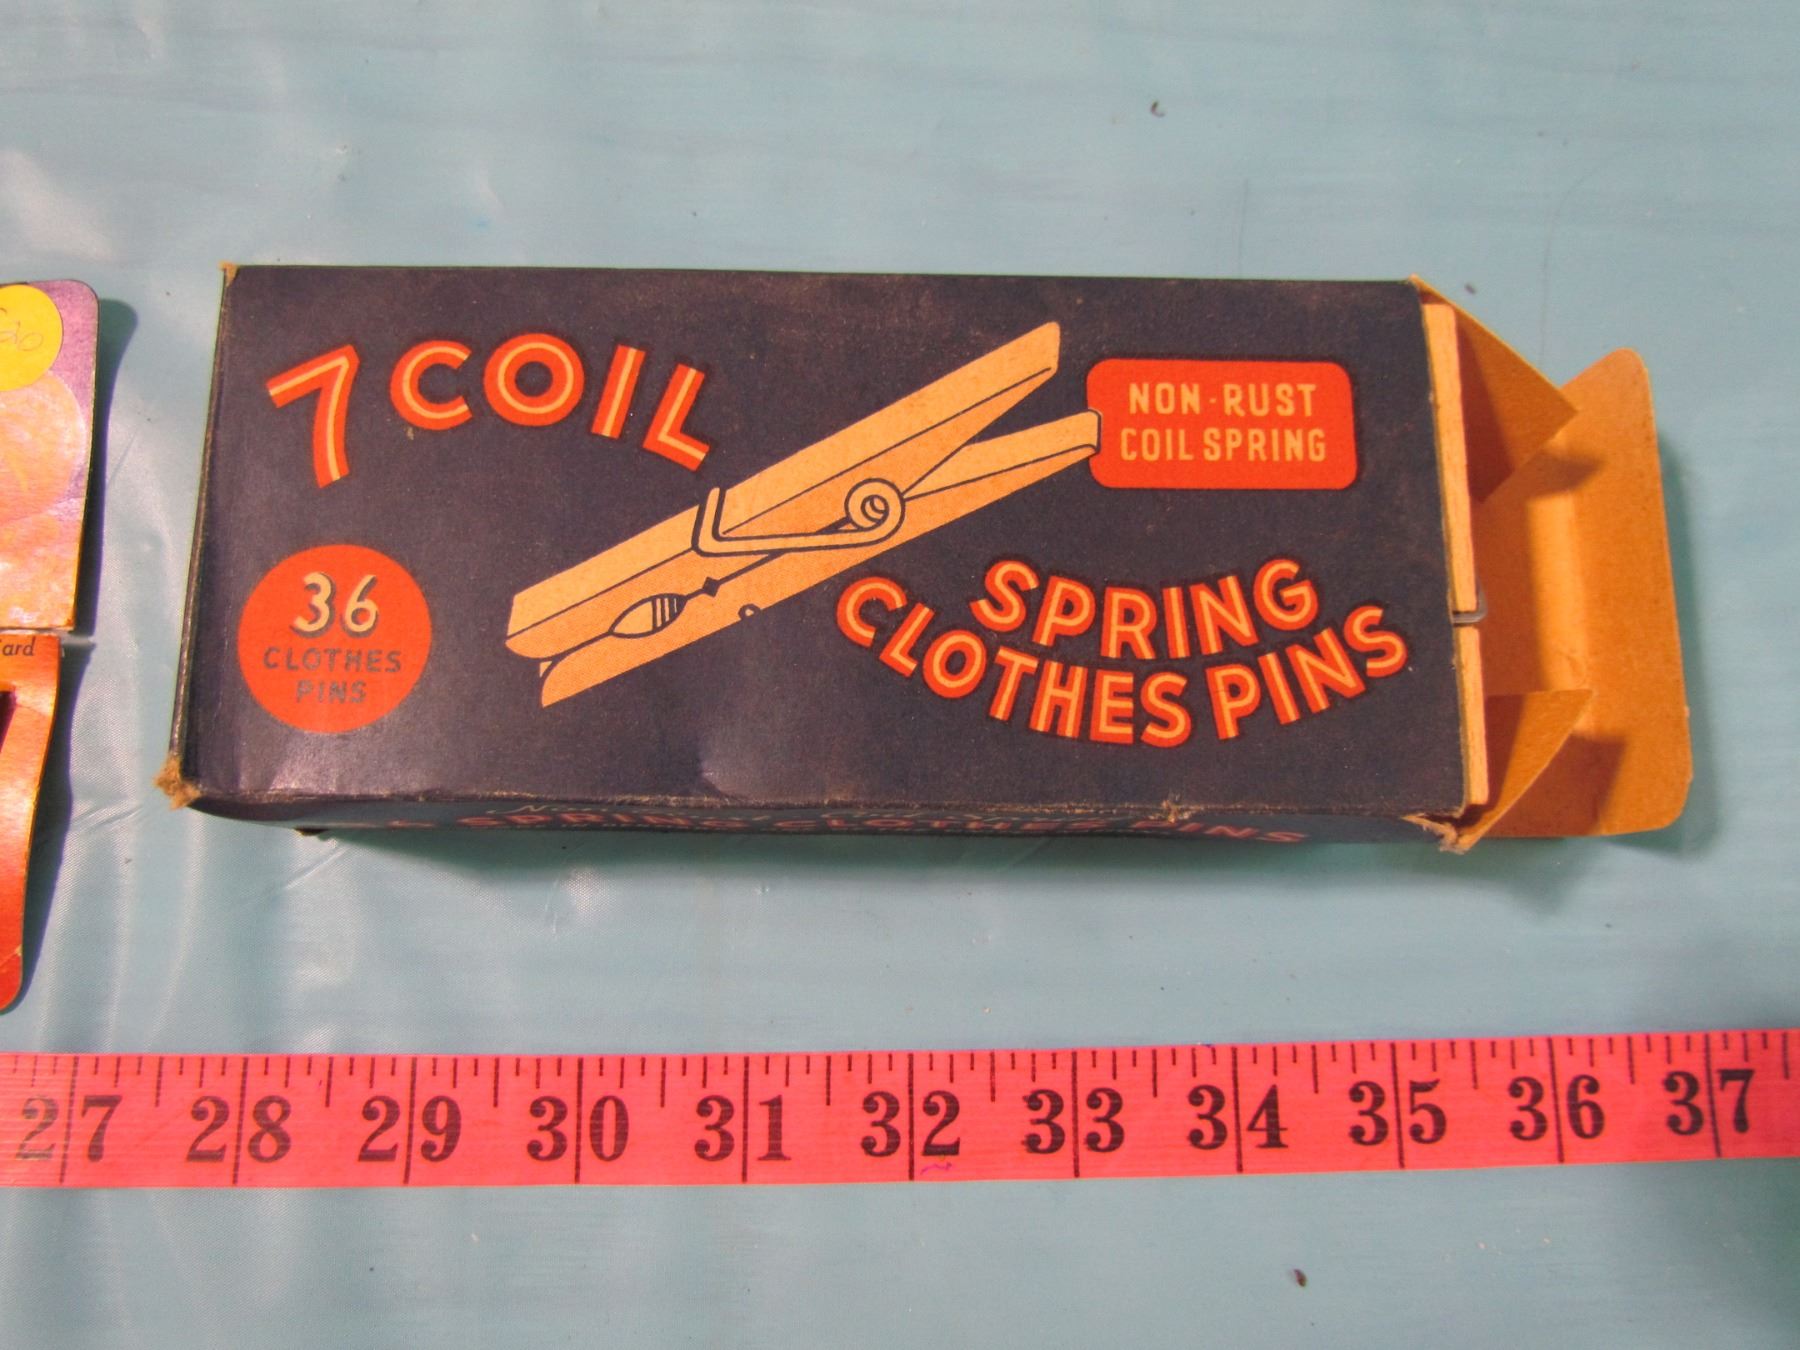 7 COIL
NON-RUST
COIL SPRING
36
CLOTHES
PINS
SPRING
CLOTHES PINS
SPRING CLOTHES PINS
ard
27 28 29 30 31 32 33 34 35 36 37